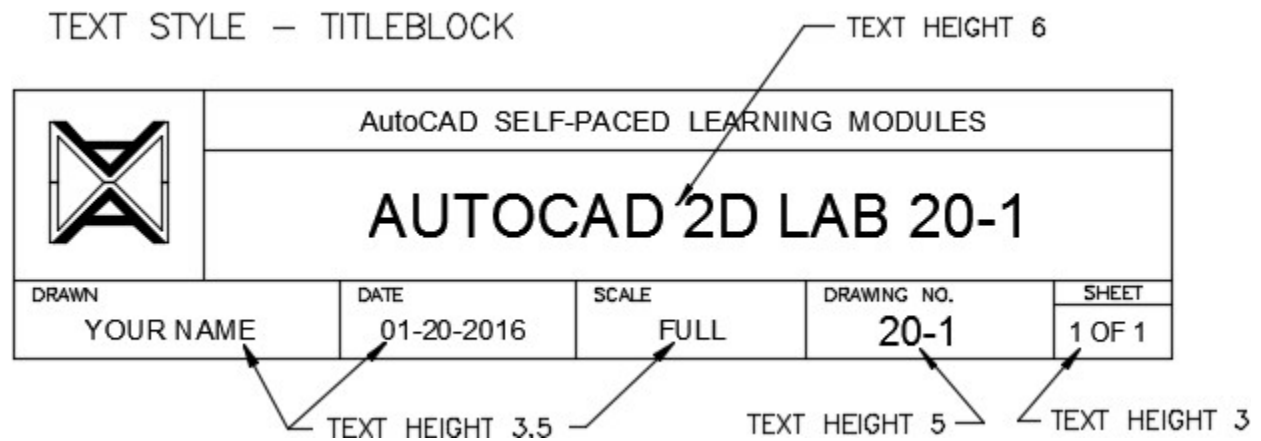 TEXT STYLE – TITLEBLOCK
TEXT HEIGHT 6
AutoCAD SELF-PACED LEARNING MODULES
AUTOCAD 2D LAB 20-1
DRAWN
DATE
SCALE
DRAWING NO.
SHEET
YOUR NAME
01-20-2016
FULL
20-1
1 OF 1
TEXT HEIGHT 3,5
TEXT HEIGHT 5
TEXT HEIGHT 3